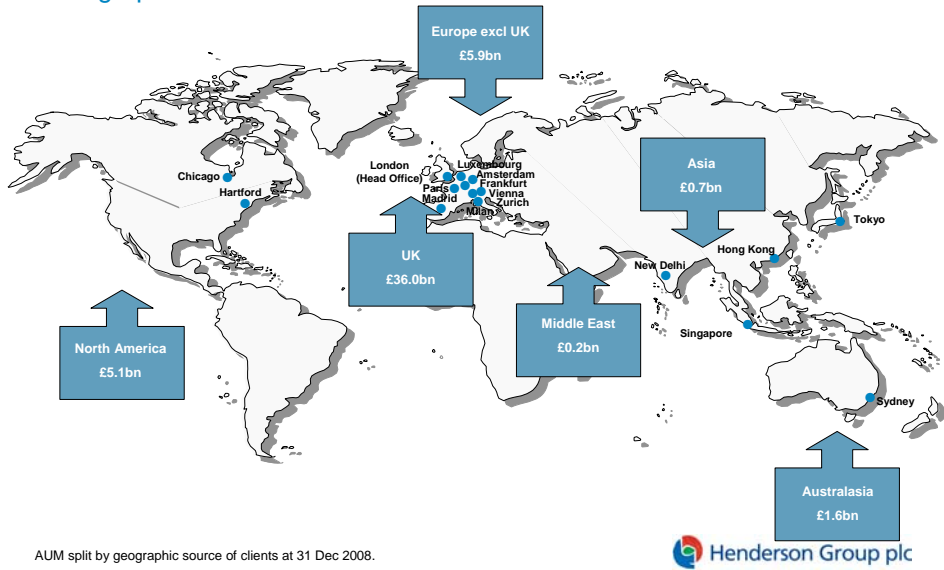 Europe excl UK
£5.9bn
Asia
£0.7bn
London
(Head Office)
Luxembourg
Amsterdam
Frankfurt
Paris
Vienna
Madrid
Zurich
Milan
Chicago
Hartford
Tokyo
Hong Kong
New Delhi
Singapore
Sydney
UK
£36.0bn
Middle East
£0.2bn
North America
£5.1bn
Australasia
£1.6bn
AUM split by geographic source of clients at 31 Dec 2008.
Henderson Group plc